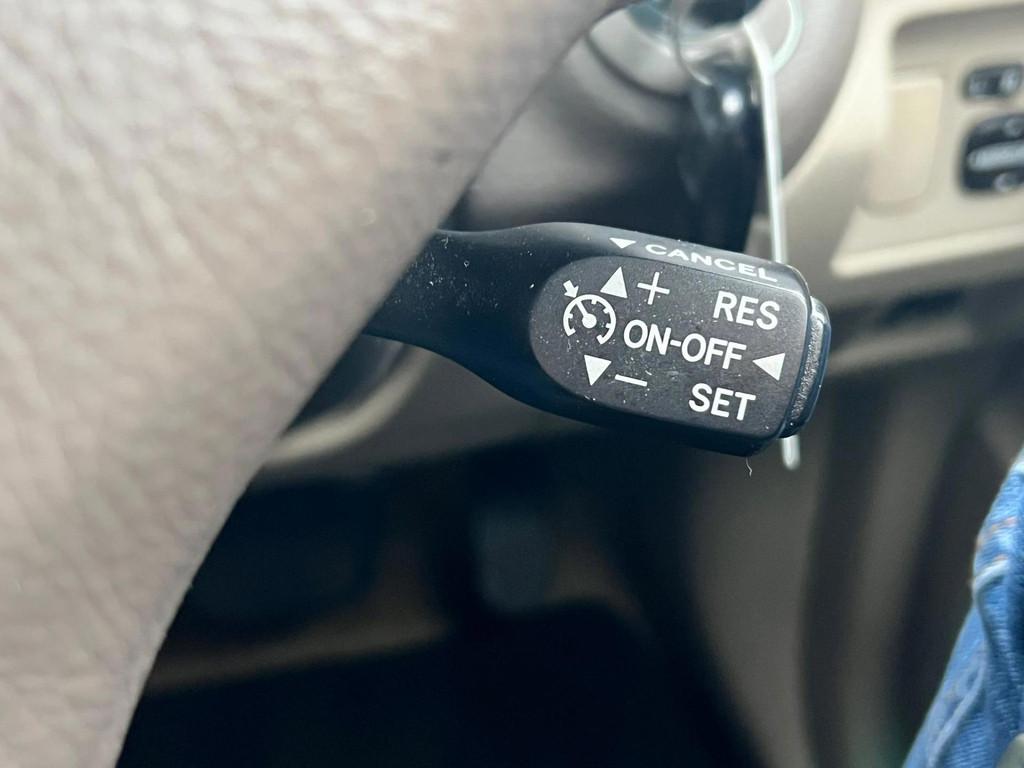 CANCEL
+ RES
ON-OFF
− SET